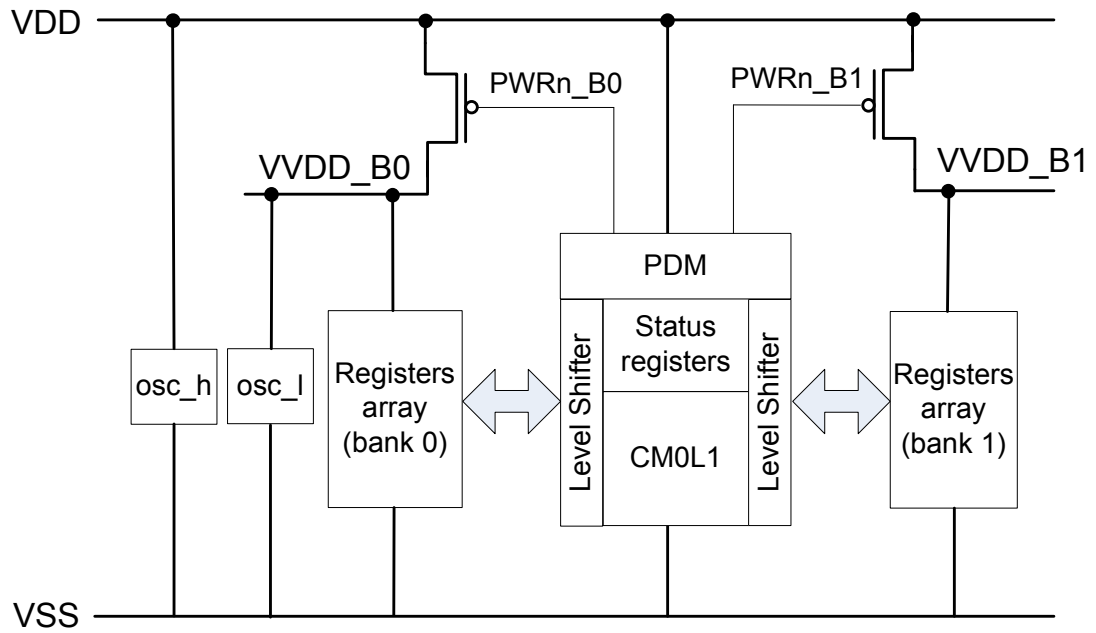 VDD
PWRn_B0
PWRn_B1
VVDD_B0
VVDD_B1
PDM
osc_h
osc_l
Registers
array
(bank 0)
Level Shifter
Status
registers
CM0L1
Level Shifter
Registers
array
(bank 1)
VSS